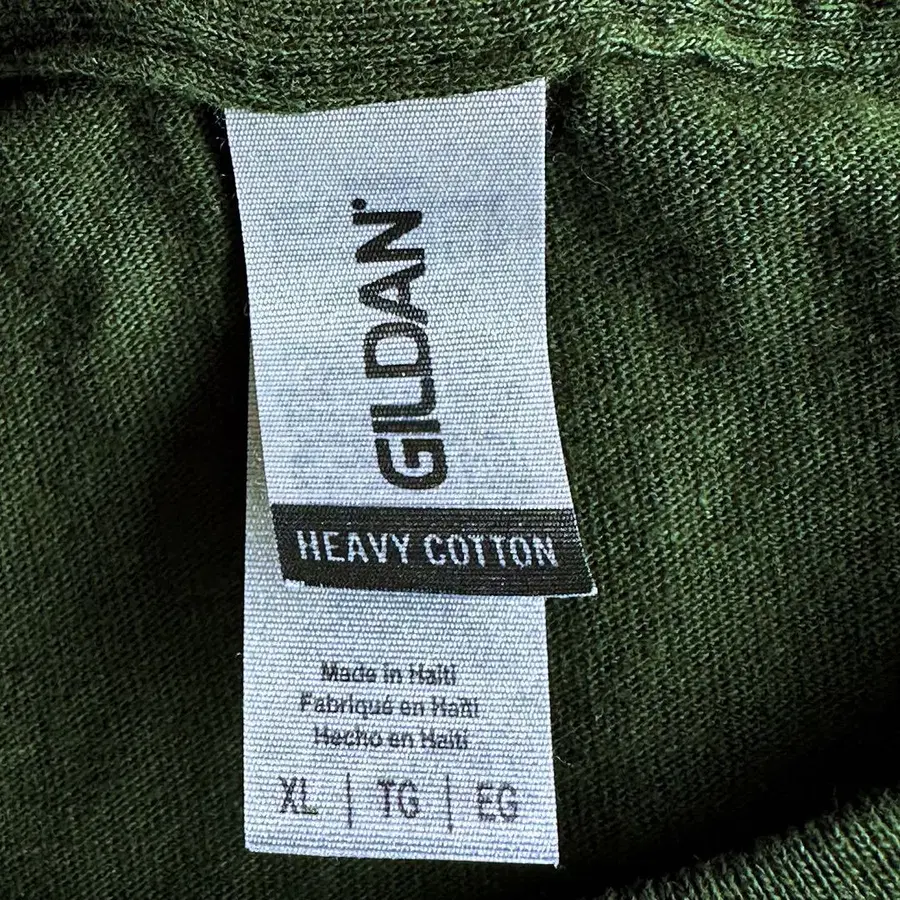 GILDAN
HEAVY COTTON
Made in Haiti
Fabriqué en Haïti
Hecho en Haití
XL | TG | EG